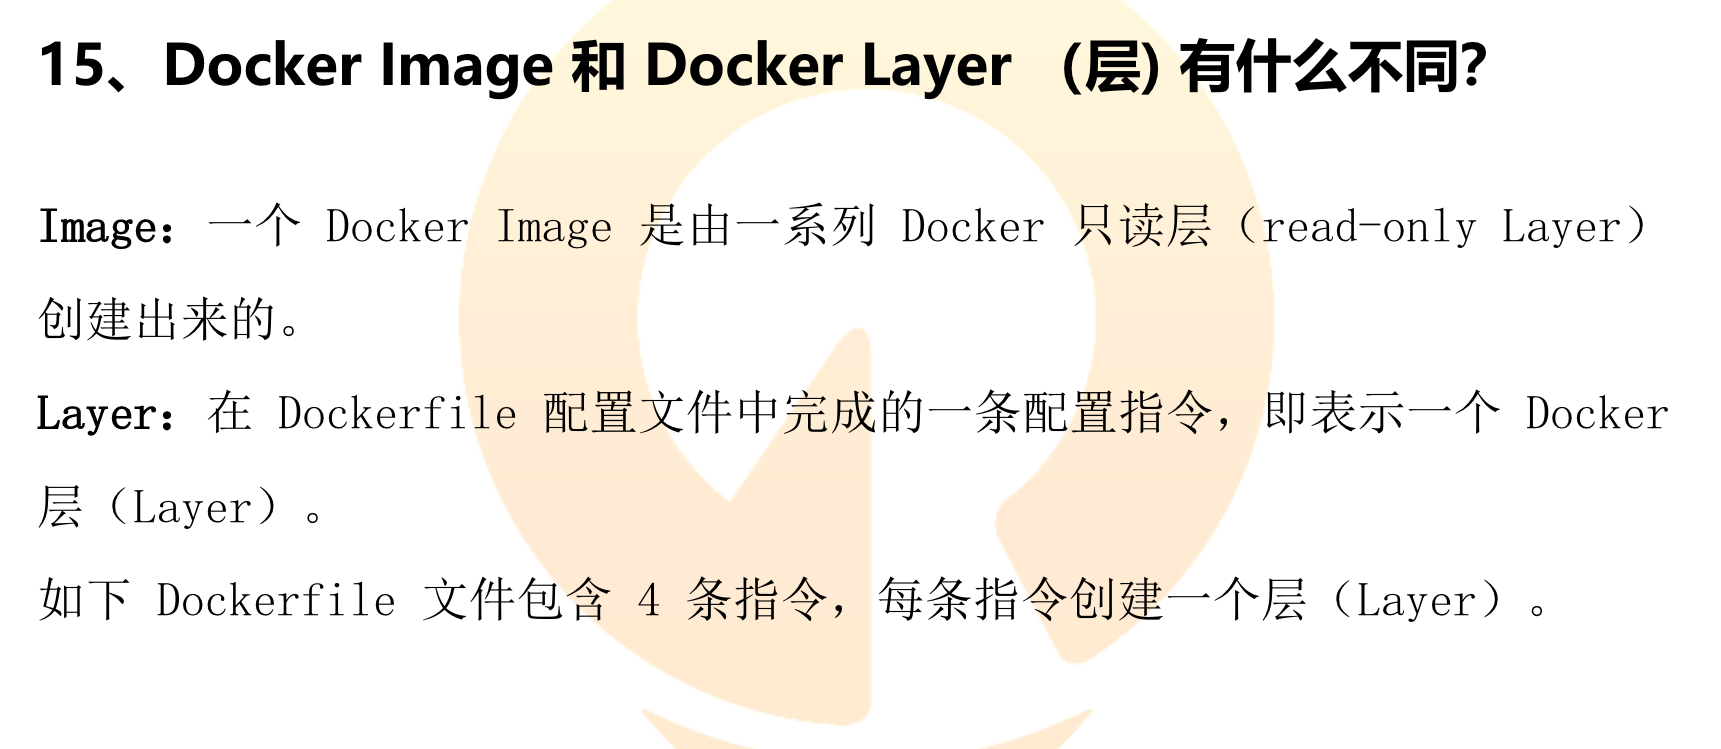 15、Docker Image 和 Docker Layer （层）有什么不同？
Image：一个 Docker Image 是由一系列 Docker 只读层（read-only Layer）
创建出来的。
Layer：在 Dockerfile 配置文件中完成的一条配置指令，即表示一个 Docker
层（Layer）。
如下 Dockerfile 文件包含 4 条指令，每条指令创建一个层（Layer）。